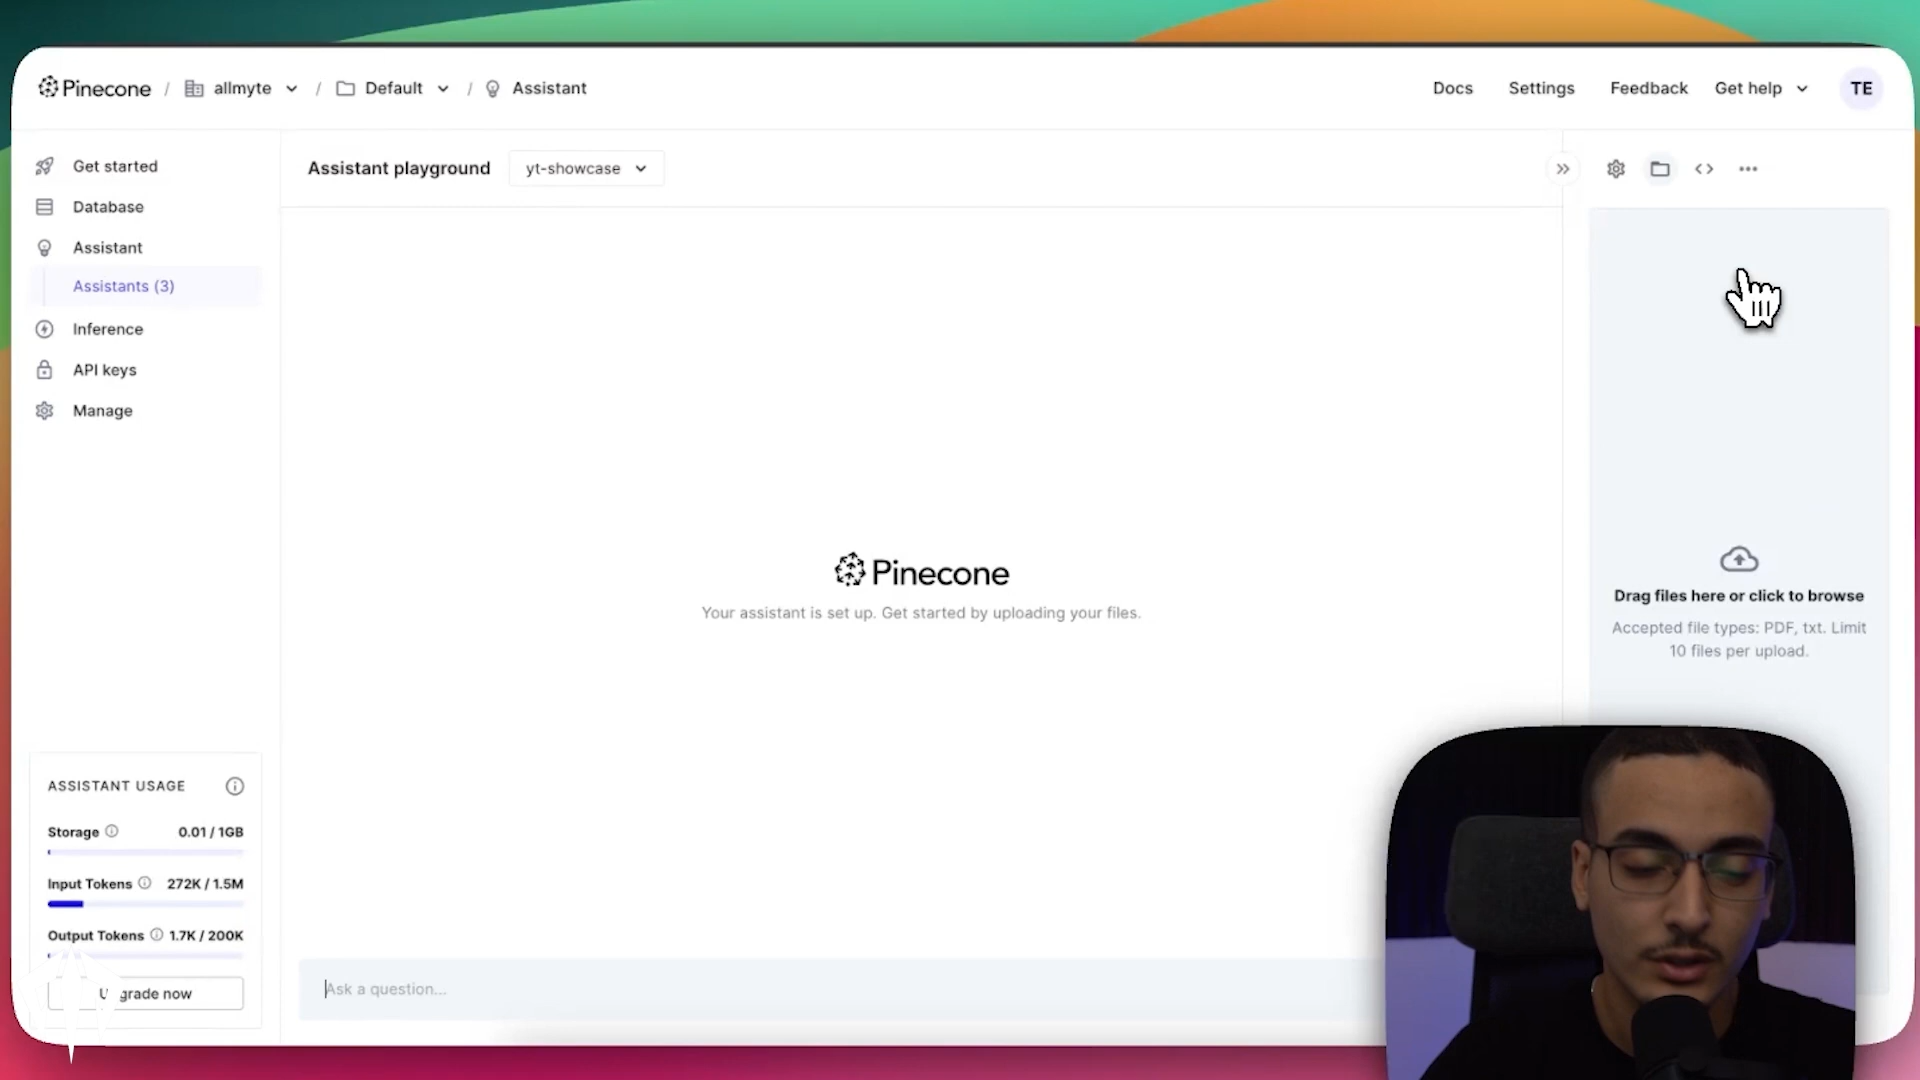 Pinecone / allmyte / Default / Assistant
Docs Settings Feedback Get help TE
Get started
Database
Assistant
Assistants (3)
Inference
API keys
Manage
Assistant playground yt-showcase
Pinecone
Your assistant is set up. Get started by uploading your files.
Drag files here or click to browse
Accepted file types: PDF, txt. Limit
10 files per upload.
ASSISTANT USAGE
Storage 0.01 / 1GB
Input Tokens 272K / 1.5M
Output Tokens 1.7K / 200K
Upgrade now
Ask a question...